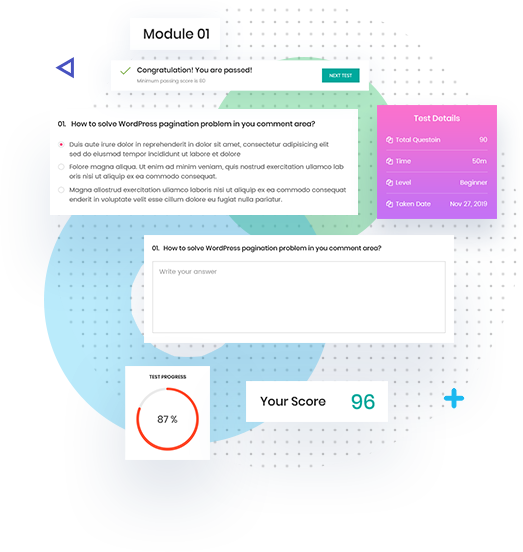 Module 01
Congratulation! You are passed!
Minimum passing score is 80
NEXT TEST
01. How to solve WordPress pagination problem in you comment area?
Duis aute irure dolor in reprehenderit in dolor sit amet, consectetur adipisicing elit
sed do eiusmod tempor incididunt ut labore et dolore
Folore magna aliqua. Ut enim ad minim veniam, quis nostrud exercitation ullamco lab
oris nisi ut aliquip ex ea commodo consequat.
Magna allostrud exercitation ullamco laboris nisi ut aliquip ex ea commodo consequat
enderit in voluptate velit esse cillum dolore eu fugiat nulla pariatur.
Test Details
Total Questoin 90
Time 50m
Level Beginner
Taken Date Nov 27, 2019
01. How to solve WordPress pagination problem in you comment area?
Write your answer
TEST PROGRESS
87 %
Your Score 96